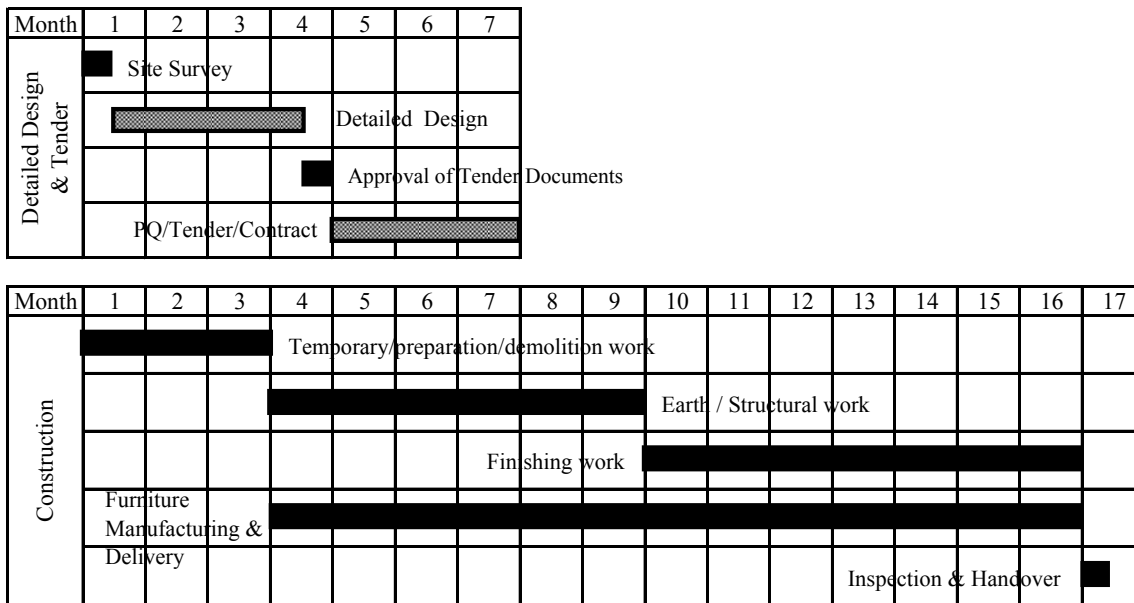 Month 1 2 3 4 5 6 7
Detailed Design
& Tender
Site Survey
Detailed Design
Approval of Tender Documents
PQ/Tender/Contract
Month 1 2 3 4 5 6 7 8 9 10 11 12 13 14 15 16 17
Construction
Temporary/preparation/demolition work
Earth / Structural work
Finishing work
Furniture
Manufacturing &
Delivery
Inspection & Handover